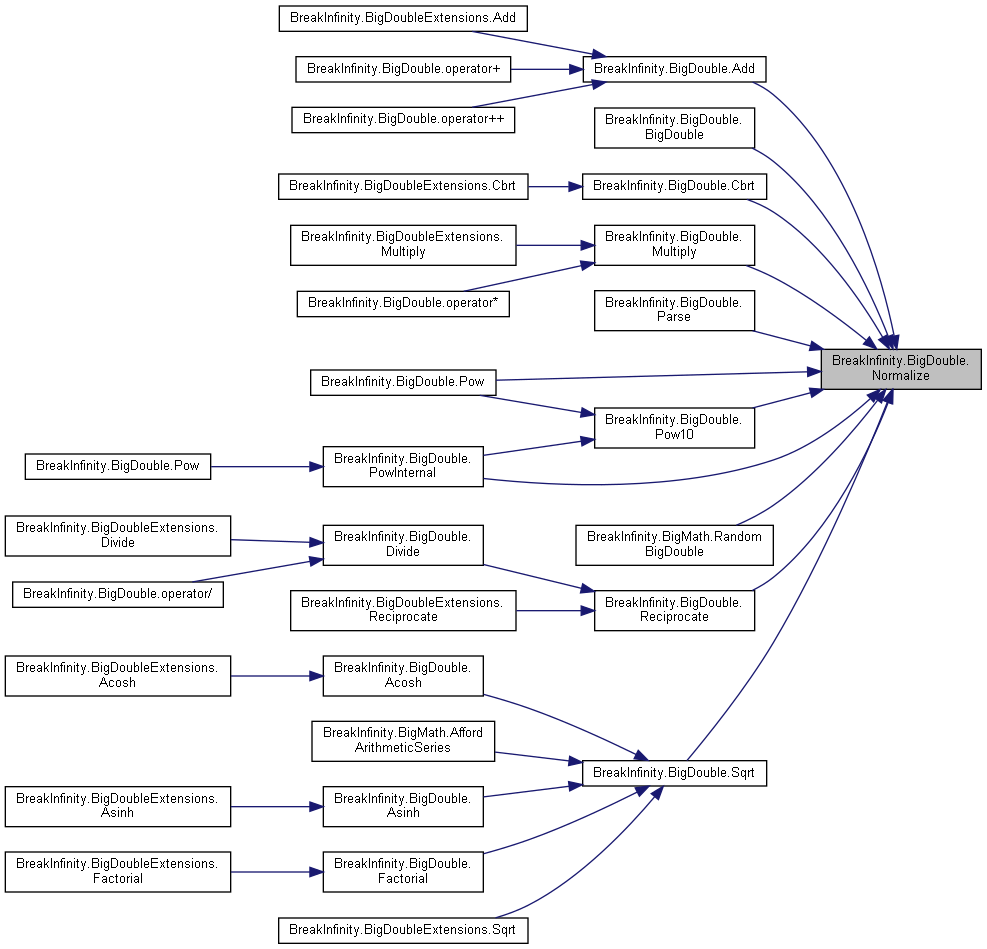 BreakInfinity.BigDoubleExtensions.Add
BreakInfinity.BigDouble.operator+
BreakInfinity.BigDouble.Add
BreakInfinity.BigDouble.operator++
BreakInfinity.BigDouble.
BigDouble
BreakInfinity.BigDoubleExtensions.Cbrt
BreakInfinity.BigDouble.Cbrt
BreakInfinity.BigDoubleExtensions.
Multiply
BreakInfinity.BigDouble.
Multiply
BreakInfinity.BigDouble.operator*
BreakInfinity.BigDouble.
Parse
BreakInfinity.BigDouble.
Normalize
BreakInfinity.BigDouble.Pow
BreakInfinity.BigDouble.
Pow10
BreakInfinity.BigDouble.Pow
BreakInfinity.BigDouble.
PowInternal
BreakInfinity.BigDoubleExtensions.
Divide
BreakInfinity.BigDouble.
Divide
BreakInfinity.BigMath.Random
BigDouble
BreakInfinity.BigDouble.operator/
BreakInfinity.BigDoubleExtensions.
Reciprocate
BreakInfinity.BigDouble.
Reciprocate
BreakInfinity.BigDoubleExtensions.
Acosh
BreakInfinity.BigDouble.
Acosh
BreakInfinity.BigMath.Afford
ArithmeticSeries
BreakInfinity.BigDouble.Sqrt
BreakInfinity.BigDoubleExtensions.
Asinh
BreakInfinity.BigDouble.
Asinh
BreakInfinity.BigDoubleExtensions.
Factorial
BreakInfinity.BigDouble.
Factorial
BreakInfinity.BigDoubleExtensions.Sqrt